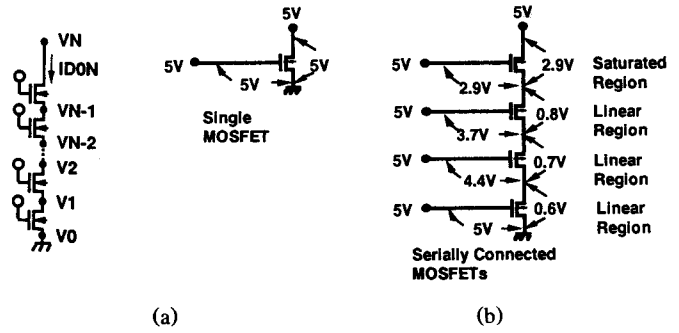 VN
ID0N
VN-1
VN-2
V2
V1
V0
5V
5V
5V
5V
Single
MOSFET
(a)
5V
5V
2.9V
2.9V
Saturated
Region
5V
3.7V
0.8V
Linear
Region
5V
4.4V
0.7V
Linear
Region
5V
5V
0.6V
Linear
Region
Serially Connected
MOSFETs
(b)